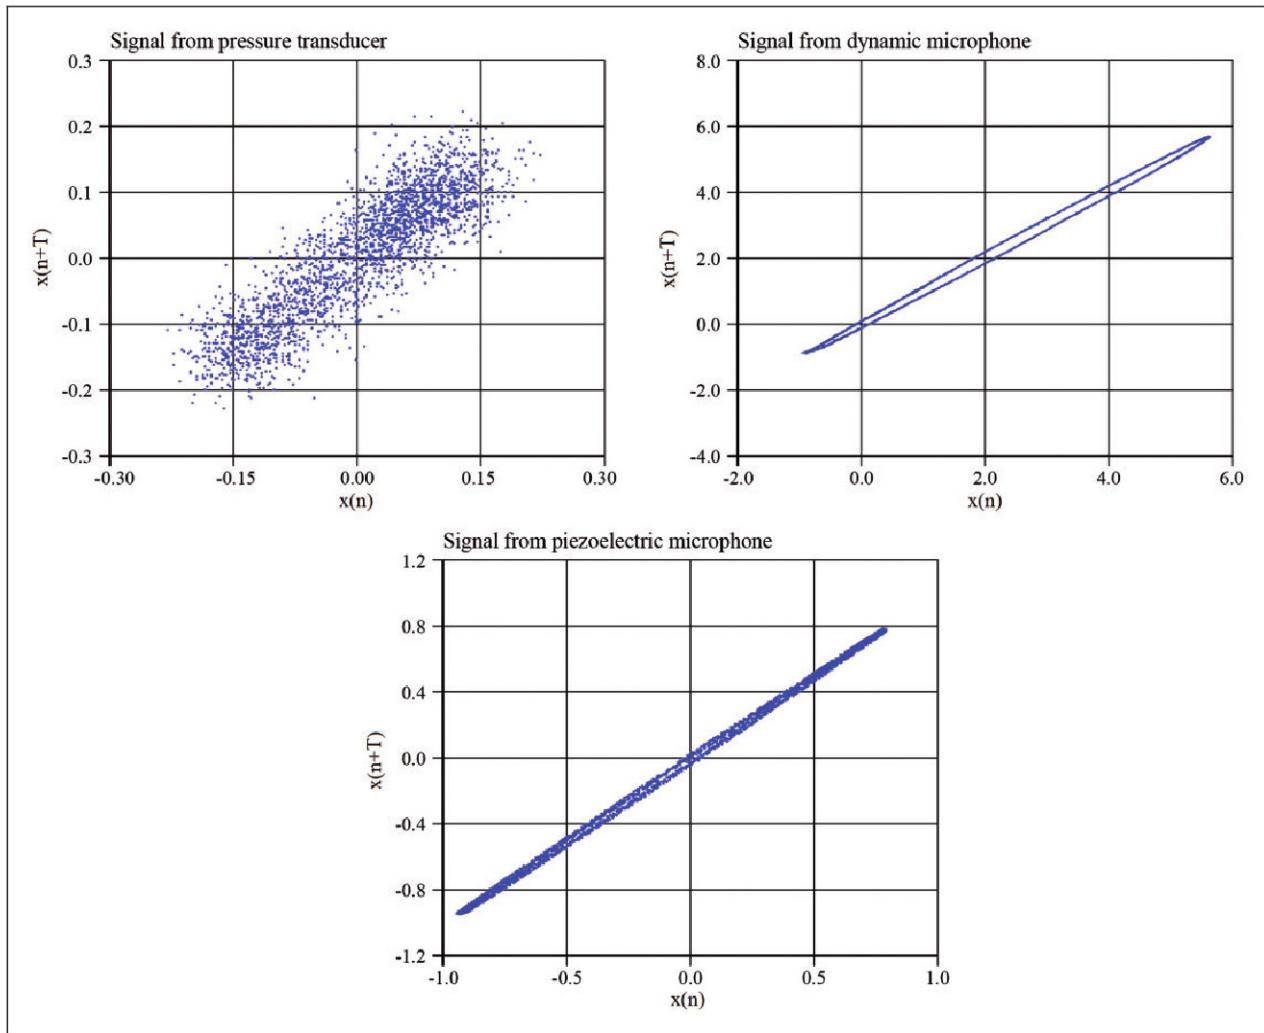 Signal from pressure transducer
0.3
0.2
0.1
0.0
-0.1
-0.2
-0.3
x(n+T)
-0.30 -0.15 0.00 0.15 0.30
x(n)
Signal from dynamic microphone
8.0
6.0
4.0
2.0
0.0
-2.0
-4.0
x(n+T)
-2.0 0.0 2.0 4.0 6.0
x(n)
Signal from piezoelectric microphone
1.2
0.8
0.4
0.0
-0.4
-0.8
-1.2
x(n+T)
-1.0 -0.5 0.0 0.5 1.0
x(n)